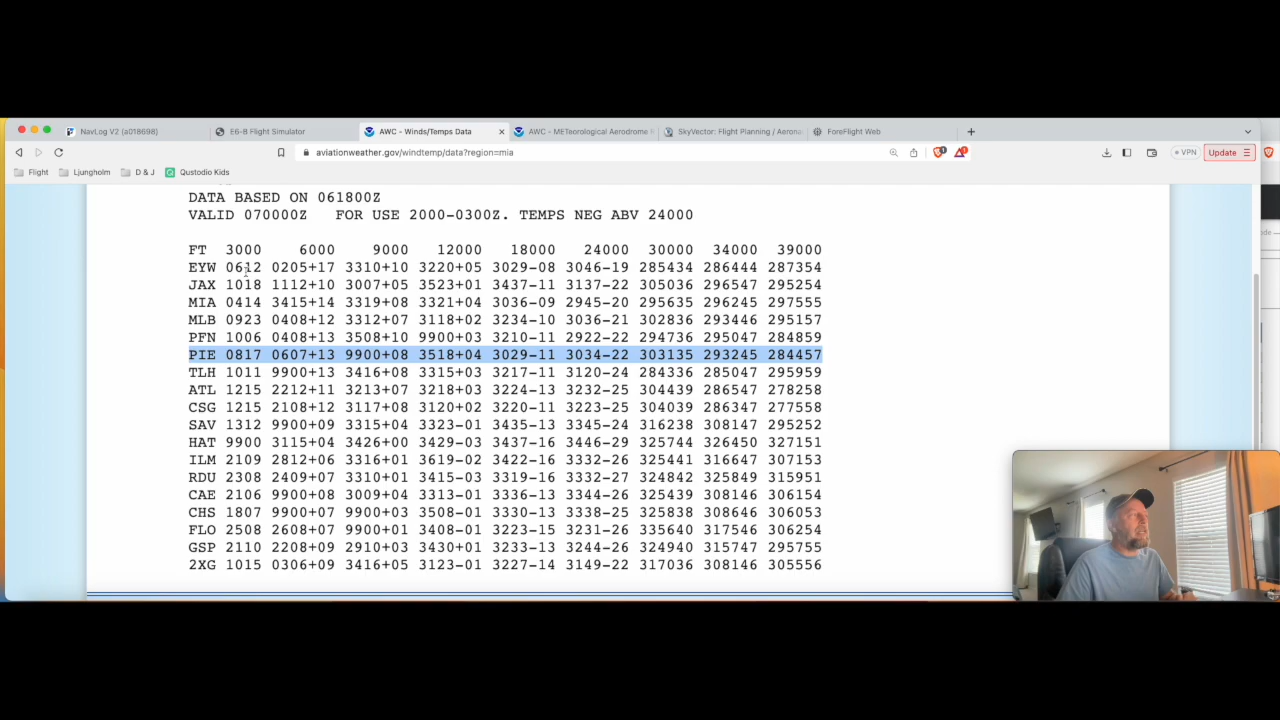 NavLog V2 (a018698)
E6-B Flight Simulator
AWC - Winds/Temps Data
AWC - METeorological Aerodrome
SkyVector: Flight Planning / Aerona
ForeFlight Web
aviationweather.gov/windtemp/data?region=mia
VPN
Update
Flight
Ljungholm
D & J
Qustodio Kids
DATA BASED ON 061800Z
VALID 070000Z FOR USE 2000-0300Z. TEMPS NEG ABV 24000
FT 3000 6000 9000 12000 18000 24000 30000 34000 39000
EYW 0612 0205+17 3310+10 3220+05 3029-08 3046-19 285434 286444 287354
JAX 1018 1112+10 3007+05 3523+01 3437-11 3137-22 305036 296547 295254
MIA 0414 3415+14 3319+08 3321+04 3036-09 2945-20 295635 296245 297555
MLB 0923 0408+12 3312+07 3118+02 3234-10 3036-21 302836 293446 295157
PFN 1006 0408+13 3508+10 9900+03 3210-11 2922-22 294736 295047 284859
PIE 0817 0607+13 9900+08 3518+04 3029-11 3034-22 303135 293245 284457
TLH 1011 9900+13 3416+08 3315+03 3217-11 3120-24 284336 285047 295959
ATL 1215 2212+11 3213+07 3218+03 3224-13 3232-25 304439 286547 278258
CSG 1215 2108+12 3117+08 3120+02 3220-11 3223-25 304039 286347 277558
SAV 1312 9900+09 3315+04 3323-01 3435-13 3345-24 316238 308147 295252
HAT 9900 3115+04 3426+00 3429-03 3437-16 3446-29 325744 326450 327151
ILM 2109 2812+06 3316+01 3619-02 3422-16 3332-26 325441 316647 307153
RDU 2308 2409+07 3310+01 3415-03 3319-16 3332-27 324842 325849 315951
CAE 2106 9900+08 3009+04 3313-01 3336-13 3344-26 325439 308146 306154
CHS 1807 9900+07 9900+03 3508-01 3330-13 3338-25 325838 308646 306053
FLO 2508 2608+07 9900+01 3408-01 3223-15 3231-26 335640 317546 306254
GSP 2110 2208+09 2910+03 3430+01 3233-13 3244-26 324940 315747 295755
2XG 1015 0306+09 3416+05 3123-01 3227-14 3149-22 317036 308146 305556